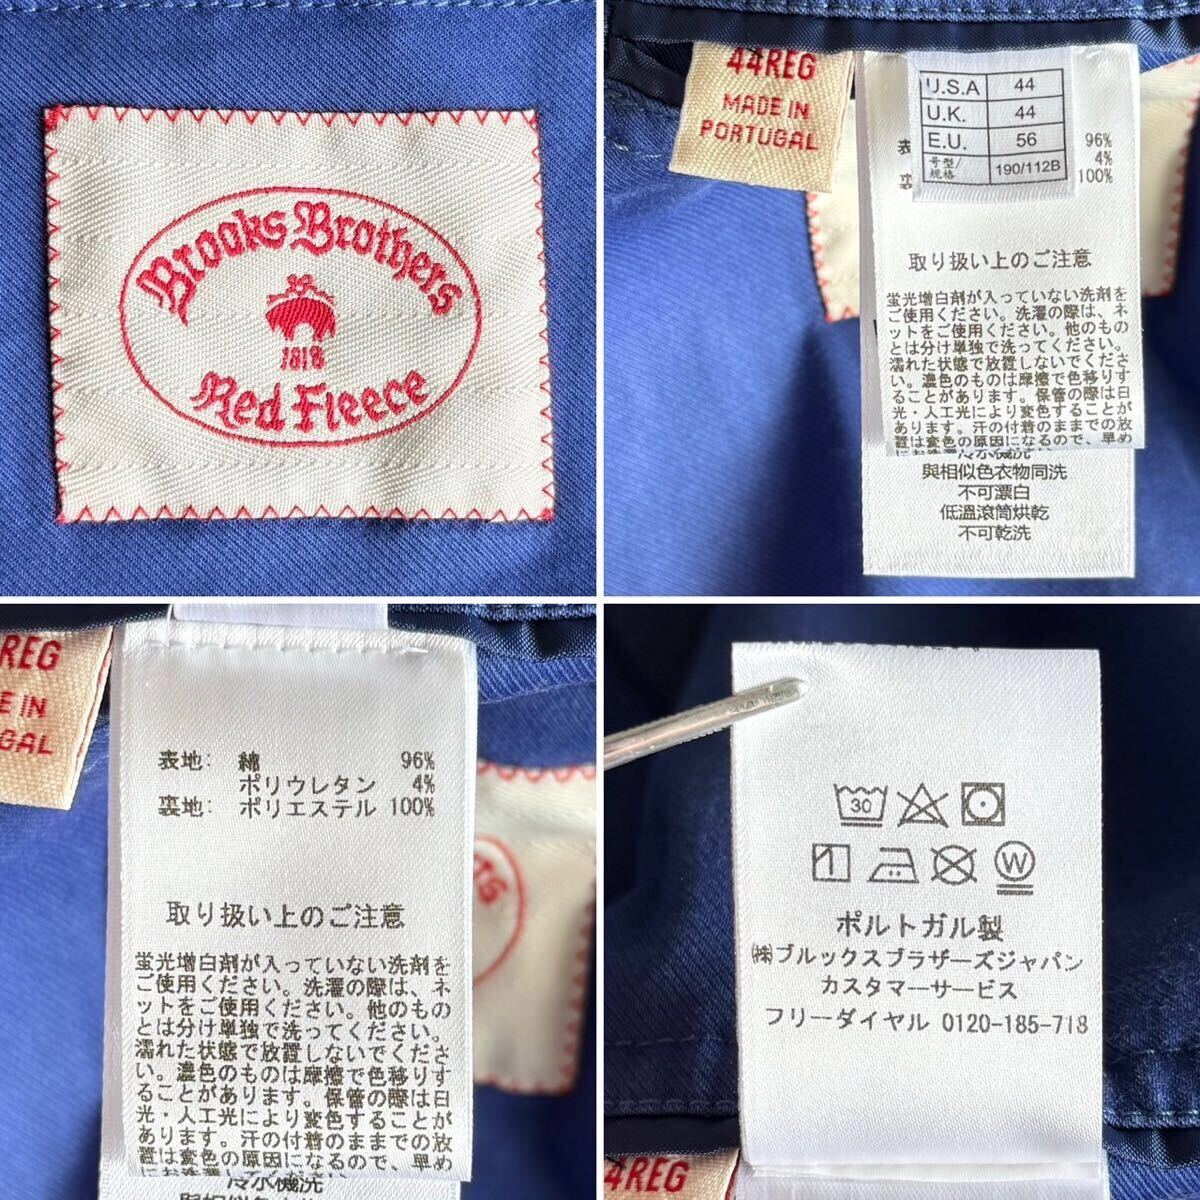 Brooks Brothers
1818
Red Fleece
44REG
MADE IN
PORTUGAL
U.S.A 44
U.K. 44
E.U. 56
号型/规格 190/112B
96%
4%
100%
取り扱い上のご注意
蛍光増白剤が入っていない洗剤を
ご使用ください。洗濯の際は、ネ
ットをご使用ください。他のもの
とは分け単独で洗ってください。
濡れた状態で放置しないでくださ
い。濃色のものは摩擦で色移りす
ることがあります。保管の際は日
光・人工光により変色することが
あります。汗の付着のままでの放
置は変色の原因になるので、早め
冷水機洗
與相似色衣物同洗
不可漂白
低溫滾筒烘乾
不可乾洗
REG
E IN
GAL
表地: 綿 96%
ポリウレタン 4%
裏地: ポリエステル 100%
取り扱い上のご注意
蛍光増白剤が入っていない洗剤を
ご使用ください。洗濯の際は、ネ
ットをご使用ください。他のもの
とは分け単独で洗ってください。
濡れた状態で放置しないでくださ
い。濃色のものは摩擦で色移りす
ることがあります。保管の際は日
光・人工光により変色することが
あります。汗の付着のままでの放
置は変色の原因になるので、早め
冷水機洗
30
W
ポルトガル製
㈱ブルックスブラザーズジャパン
カスタマーサービス
フリーダイヤル 0120-185-718
4REG